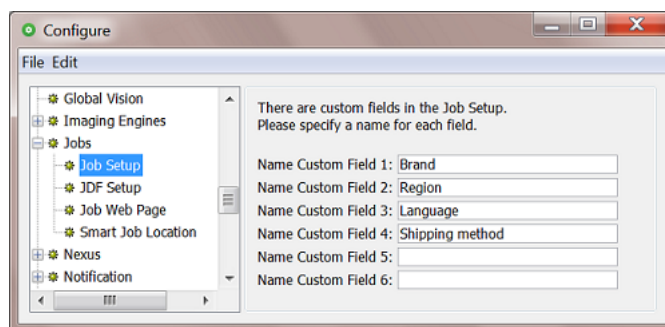 Configure
File Edit
Global Vision
Imaging Engines
Jobs
Job Setup
JDF Setup
Job Web Page
Smart Job Location
Nexus
Notification
There are custom fields in the Job Setup.
Please specify a name for each field.
Name Custom Field 1: Brand
Name Custom Field 2: Region
Name Custom Field 3: Language
Name Custom Field 4: Shipping method
Name Custom Field 5:
Name Custom Field 6: